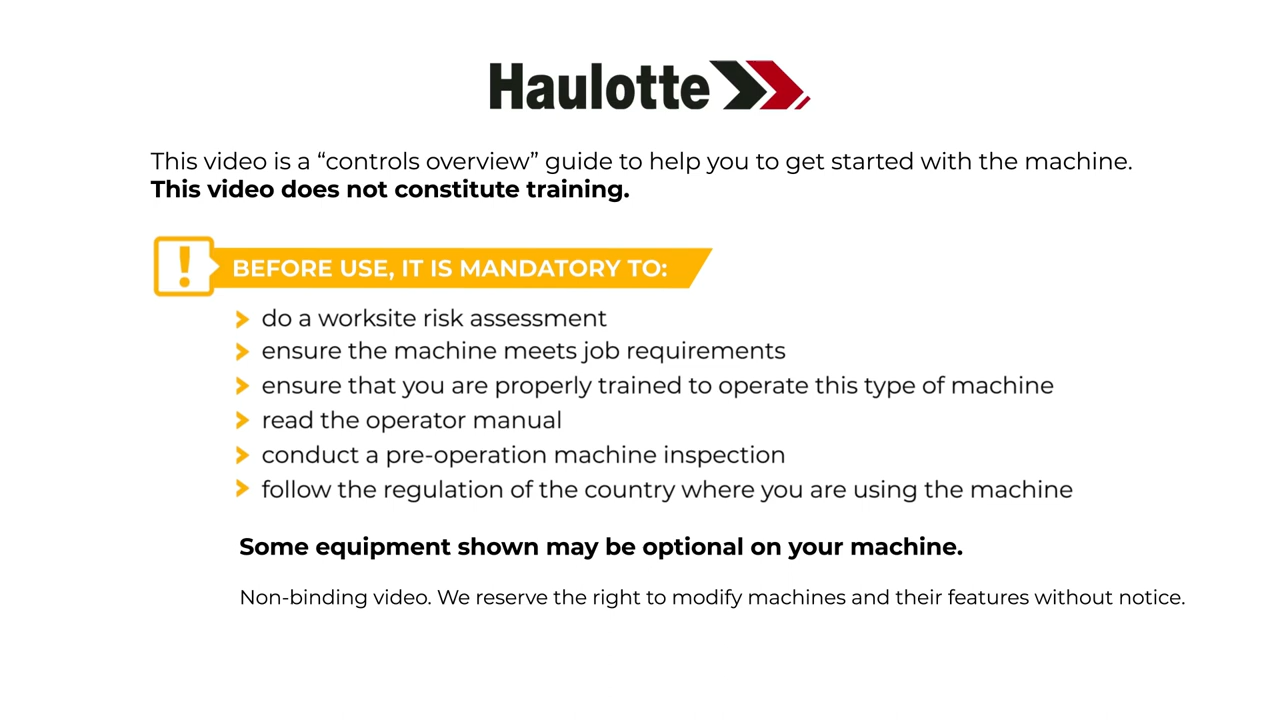 Haulotte
This video is a “controls overview” guide to help you to get started with the machine.
This video does not constitute training.
! BEFORE USE, IT IS MANDATORY TO:
do a worksite risk assessment
ensure the machine meets job requirements
ensure that you are properly trained to operate this type of machine
read the operator manual
conduct a pre-operation machine inspection
follow the regulation of the country where you are using the machine
Some equipment shown may be optional on your machine.
Non-binding video. We reserve the right to modify machines and their features without notice.